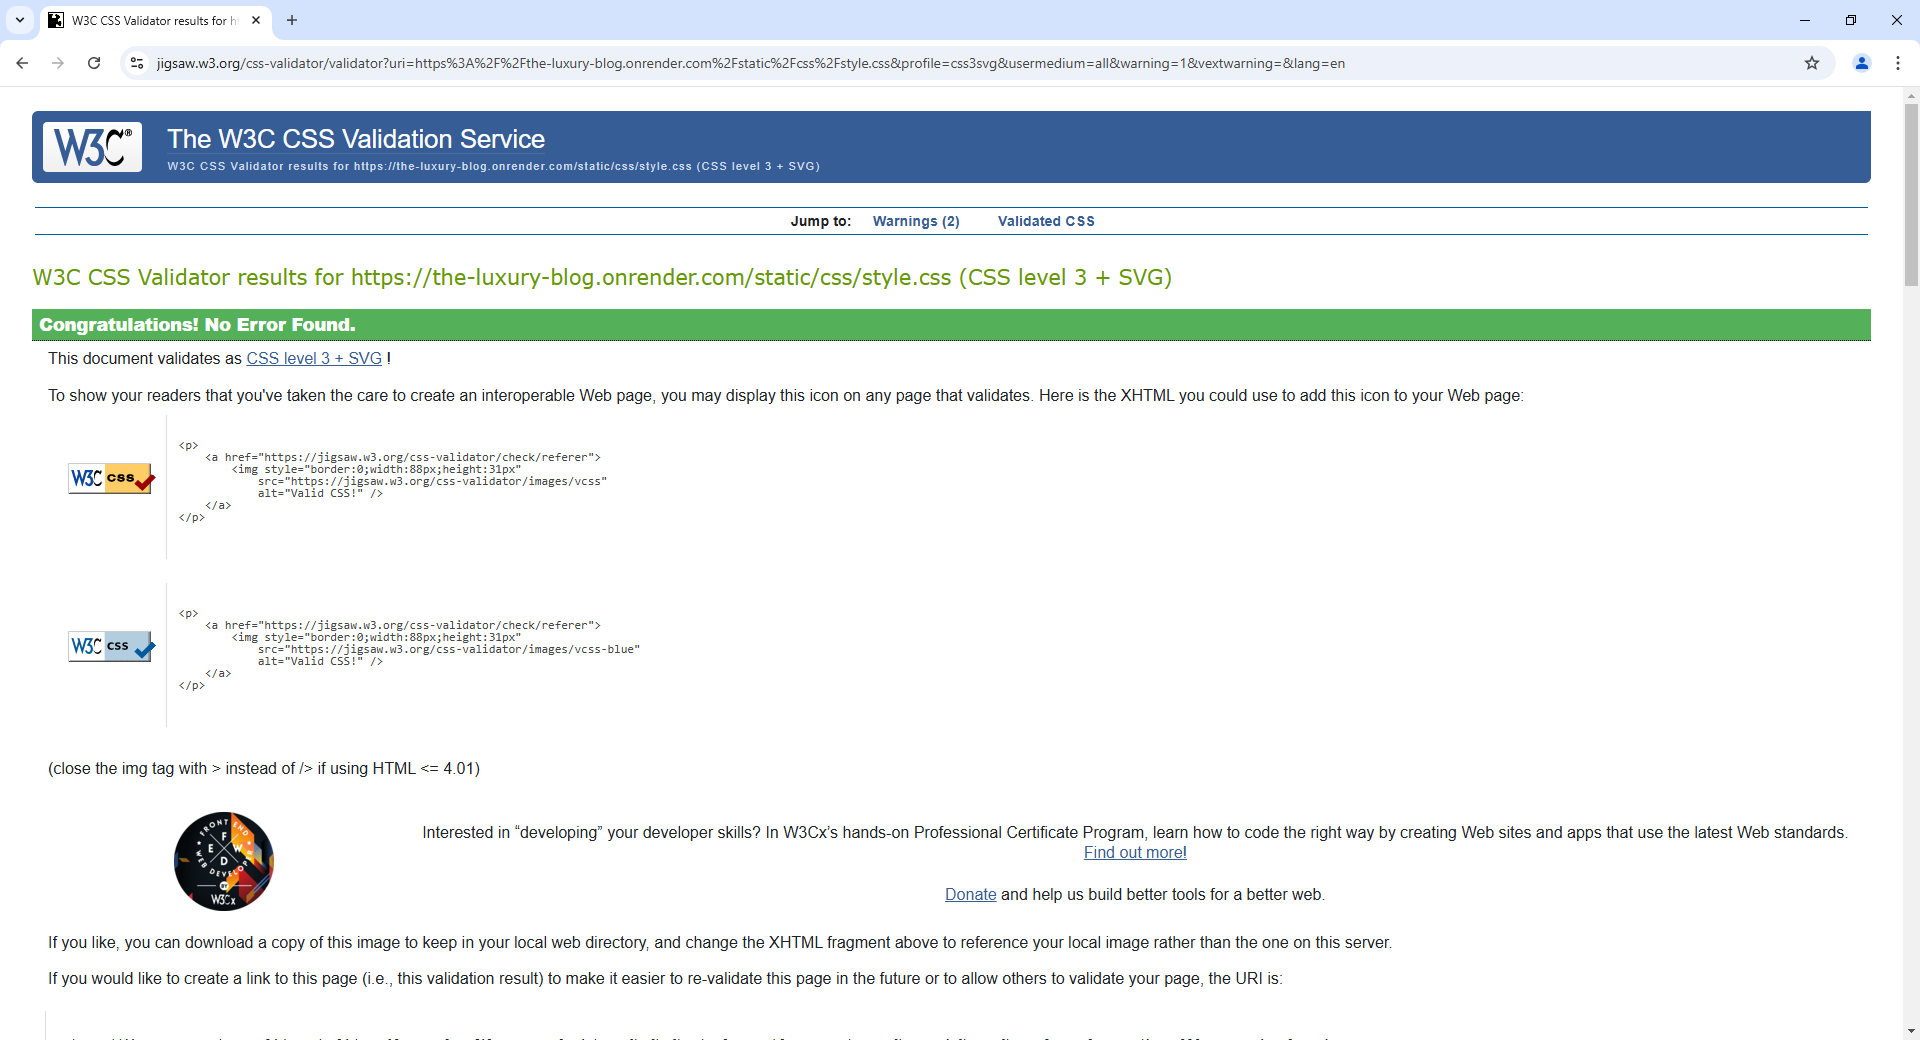 W3C CSS Validator results for h
jigsaw.w3.org/css-validator/validator?uri=https%3A%2F%2Fthe-luxury-blog.onrender.com%2Fstatic%2Fcss%2Fstyle.css&profile=css3svg&usermedium=all&warning=1&vextwarning=&lang=en
W3C®
The W3C CSS Validation Service
W3C CSS Validator results for https://the-luxury-blog.onrender.com/static/css/style.css (CSS level 3 + SVG)
Jump to: Warnings (2) Validated CSS
W3C CSS Validator results for https://the-luxury-blog.onrender.com/static/css/style.css (CSS level 3 + SVG)
Congratulations! No Error Found.
This document validates as CSS level 3 + SVG !
To show your readers that you've taken the care to create an interoperable Web page, you may display this icon on any page that validates. Here is the XHTML you could use to add this icon to your Web page:
W3C css
<p>
<a href="https://jigsaw.w3.org/css-validator/check/referer">
<img style="border:0;width:88px;height:31px"
src="https://jigsaw.w3.org/css-validator/images/vcss"
alt="Valid CSS!" />
</a>
</p>
W3C css
<p>
<a href="https://jigsaw.w3.org/css-validator/check/referer">
<img style="border:0;width:88px;height:31px"
src="https://jigsaw.w3.org/css-validator/images/vcss-blue"
alt="Valid CSS!" />
</a>
</p>
(close the img tag with > instead of /> if using HTML <= 4.01)
FRONT END
F E W D
WEB DEVELOPER
W3Cx
Interested in “developing” your developer skills? In W3Cx’s hands-on Professional Certificate Program, learn how to code the right way by creating Web sites and apps that use the latest Web standards.
Find out more!
Donate and help us build better tools for a better web.
If you like, you can download a copy of this image to keep in your local web directory, and change the XHTML fragment above to reference your local image rather than the one on this server.
If you would like to create a link to this page (i.e., this validation result) to make it easier to re-validate this page in the future or to allow others to validate your page, the URI is: